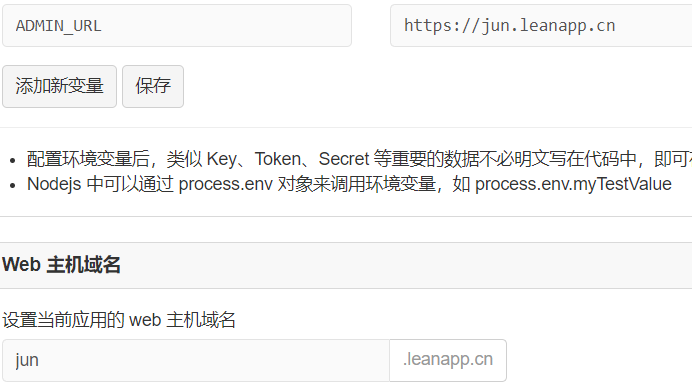 ADMIN_URL https://jun.leanapp.cn
添加新变量 保存
配置环境变量后，类似 Key、Token、Secret 等重要的数据不必明文写在代码中，即可
Nodejs 中可以通过 process.env 对象来调用环境变量，如 process.env.myTestValue
Web 主机域名
设置当前应用的 web 主机域名
jun .leanapp.cn